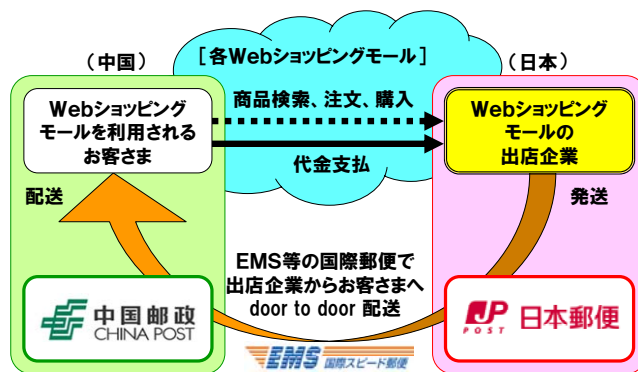 （中国）
［各Webショッピングモール］
（日本）
Webショッピング
モールを利用される
お客さま
商品検索、注文、購入
代金支払
Webショッピング
モールの
出店企業
配送
発送
EMS等の国際郵便で
出店企業からお客さまへ
door to door 配送
中国邮政
CHINA POST
JP
POST
日本郵便
EMS 国際スピード郵便